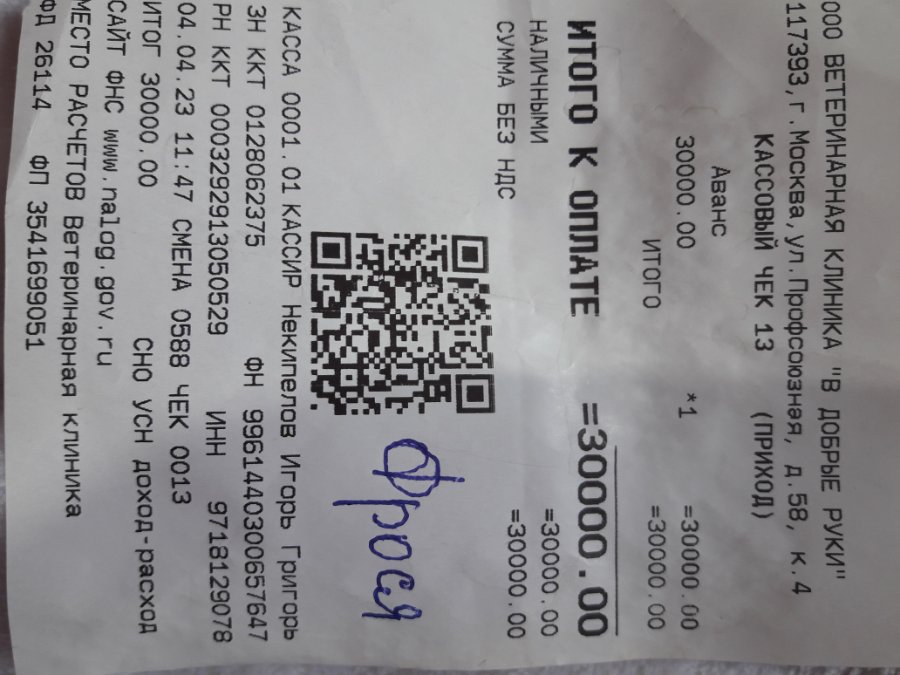 ООО ВЕТЕРИНАРНАЯ КЛИНИКА "В ДОБРЫЕ РУКИ"
117393,г.Москва,ул.Профсоюзная, д.58, к.4
КАССОВЫЙ ЧЕК 13 (ПРИХОД)
Аванс
30000.00 *1 =30000.00
ИТОГО =30000.00
ИТОГО К ОПЛАТЕ =30000.00
НАЛИЧНЫМИ =30000.00
СУММА БЕЗ НДС =30000.00
Фрося
КАССА 0001.01 КАССИР Некипелов Игорь Григорь
ЗН ККТ 0128062375 ФН 9961440300657647
РН ККТ 0003292913050529 ИНН 9718129078
04.04.23 11:47 СМЕНА 0588 ЧЕК 0013
ИТОГ 30000.00 СНО УСН доход-расход
САЙТ ФНС www.nalog.gov.ru
МЕСТО РАСЧЕТОВ Ветеринарная клиника
ФД 26114 ФП 3541699051